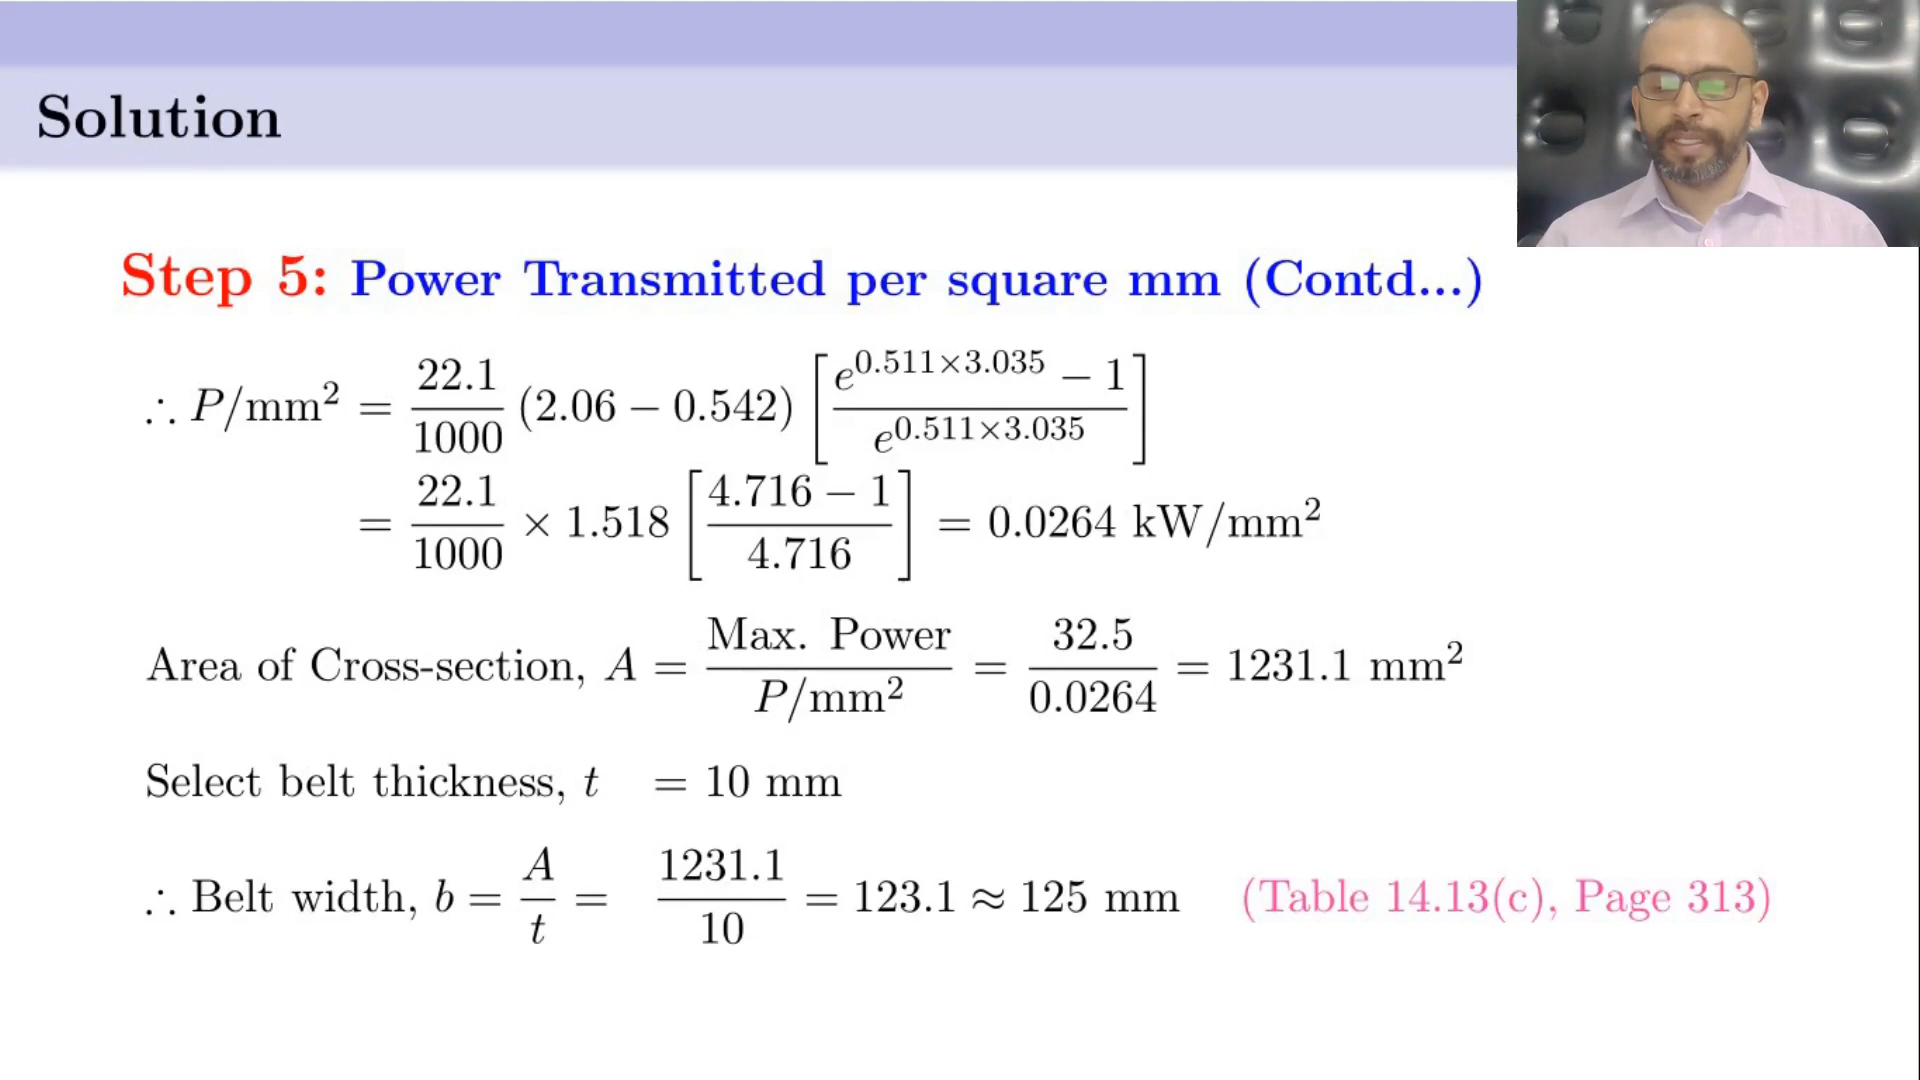 Solution
Step 5: Power Transmitted per square mm (Contd...)
∴ P/mm² = 22.1/1000 (2.06 − 0.542) [e^0.511×3.035 − 1 / e^0.511×3.035]
= 22.1/1000 × 1.518 [4.716 − 1 / 4.716] = 0.0264 kW/mm²
Area of Cross-section, A = Max. Power / P/mm² = 32.5/0.0264 = 1231.1 mm²
Select belt thickness, t = 10 mm
∴ Belt width, b = A/t = 1231.1/10 = 123.1 ≈ 125 mm (Table 14.13(c), Page 313)